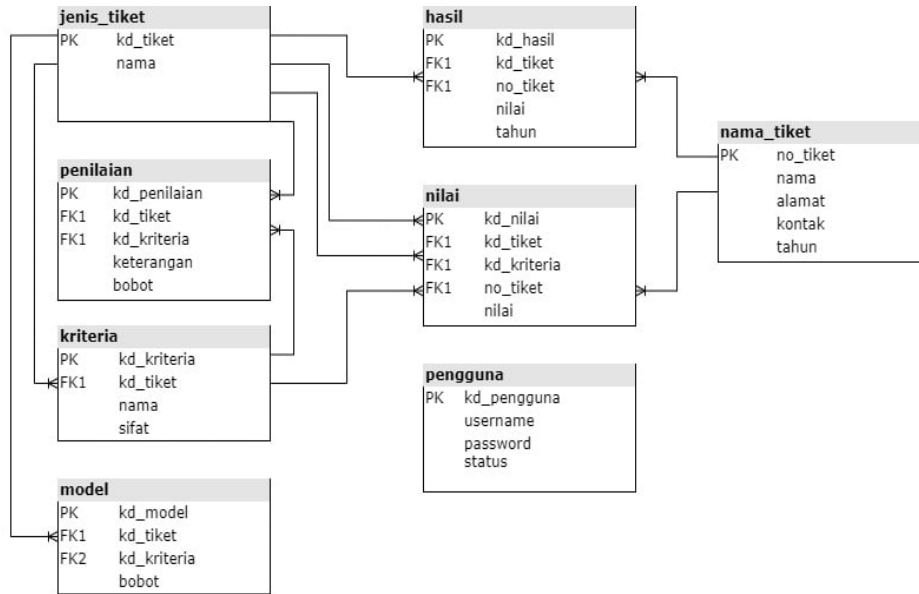 jenis_tiket
PK kd_tiket
nama
penilaian
PK kd_penilaian
FK1 kd_tiket
FK1 kd_kriteria
keterangan
bobot
kriteria
PK kd_kriteria
FK1 kd_tiket
nama
sifat
model
PK kd_model
FK1 kd_tiket
FK2 kd_kriteria
bobot
hasil
PK kd_hasil
FK1 kd_tiket
FK1 no_tiket
nilai
tahun
nilai
PK kd_nilai
FK1 kd_tiket
FK1 kd_kriteria
FK1 no_tiket
nilai
pengguna
PK kd_pengguna
username
password
status
nama_tiket
PK no_tiket
nama
alamat
kontak
tahun